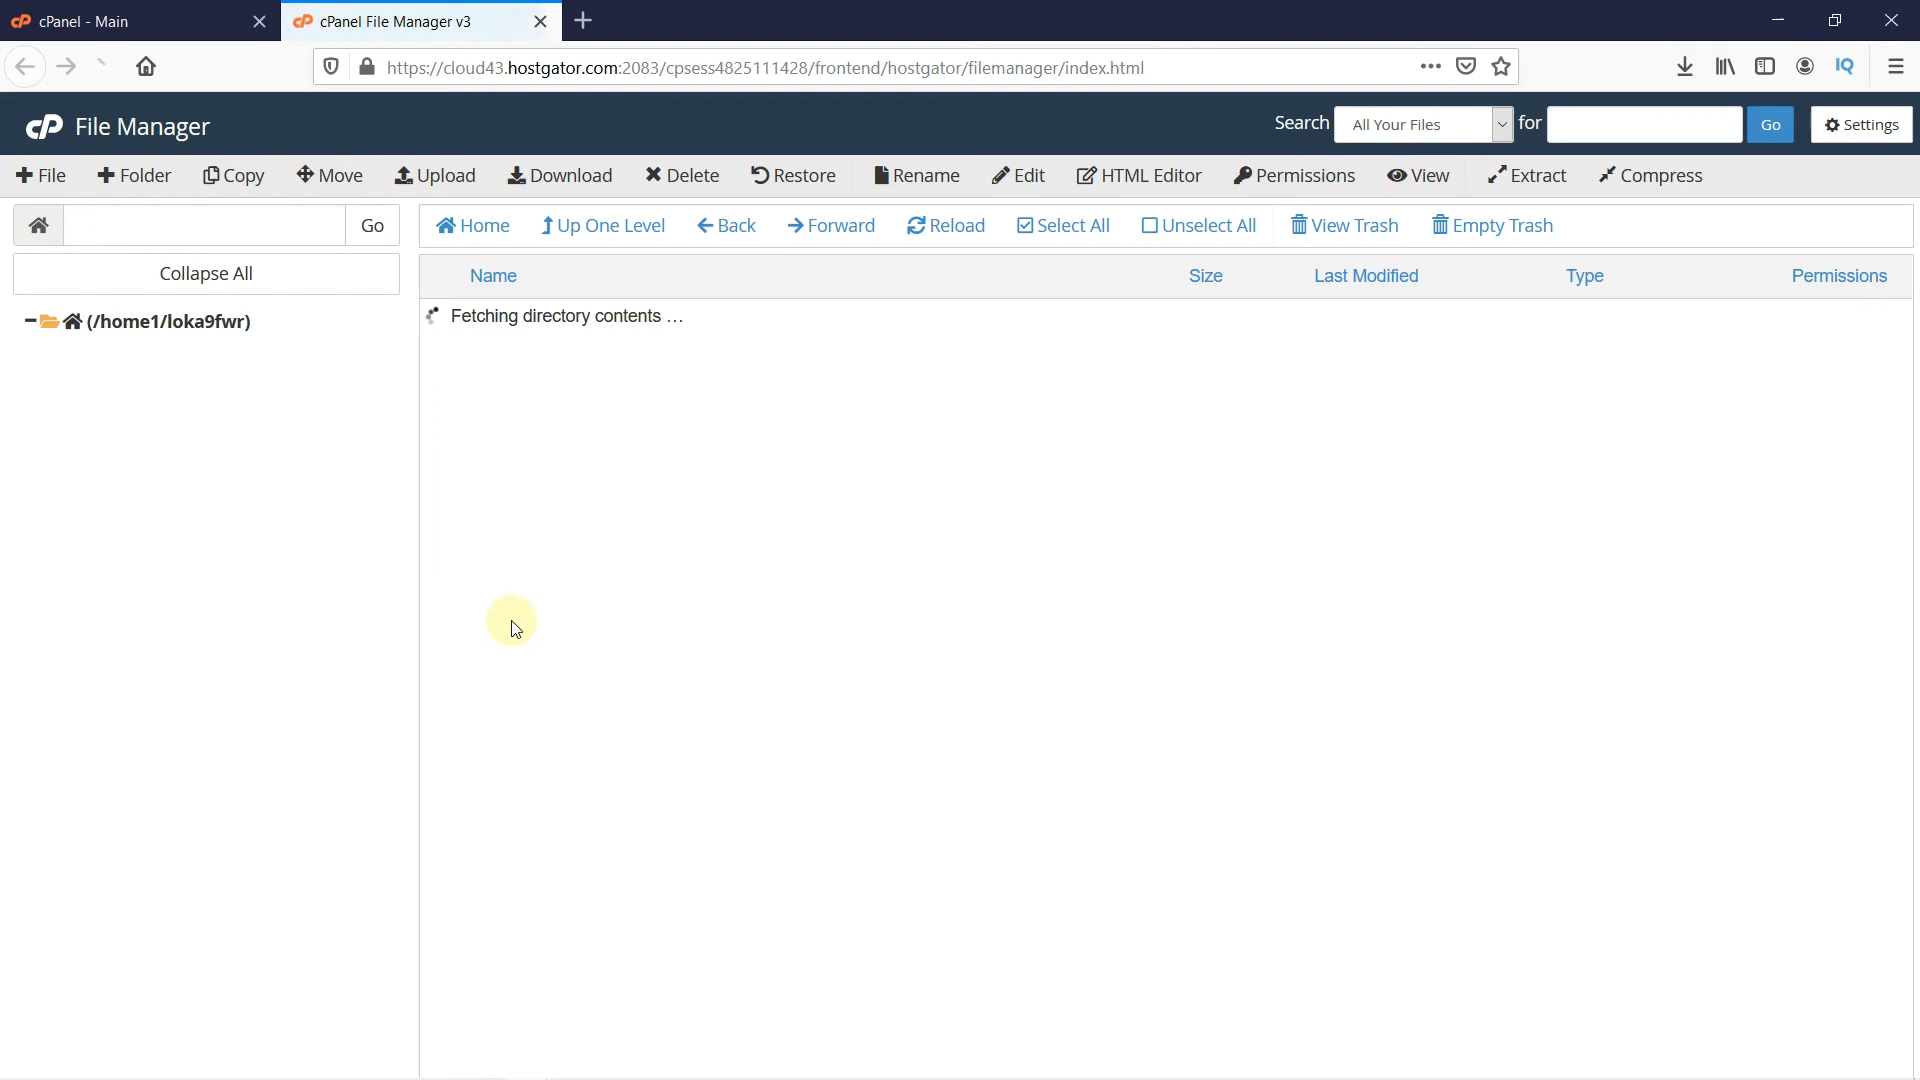 cPanel - Main
cPanel File Manager v3
https://cloud43.hostgator.com:2083/cpsess4825111428/frontend/hostgator/filemanager/index.html
IQ
cP File Manager
Search All Your Files for Go Settings
File Folder Copy Move Upload Download Delete Restore Rename Edit HTML Editor Permissions View Extract Compress
Go
Home Up One Level Back Forward Reload Select All Unselect All View Trash Empty Trash
Collapse All
Name Size Last Modified Type Permissions
(/home1/loka9fwr)
Fetching directory contents ...